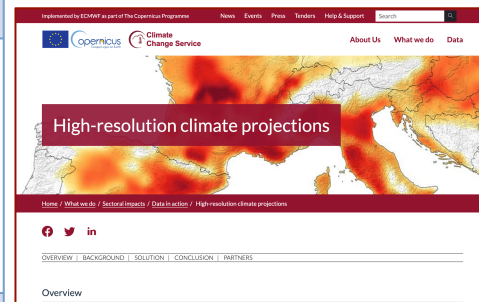 Implemented by ECMWF as part of The Copernicus Programme News Events Press Tenders Help & Support Search
opernicus Climate
Change Service
About Us What we do Data
High-resolution climate projections
Home / What we do / Sectoral impacts / Data in action / High-resolution climate projections
in
OVERVIEW | BACKGROUND | SOLUTION | CONCLUSION | PARTNERS
Overview